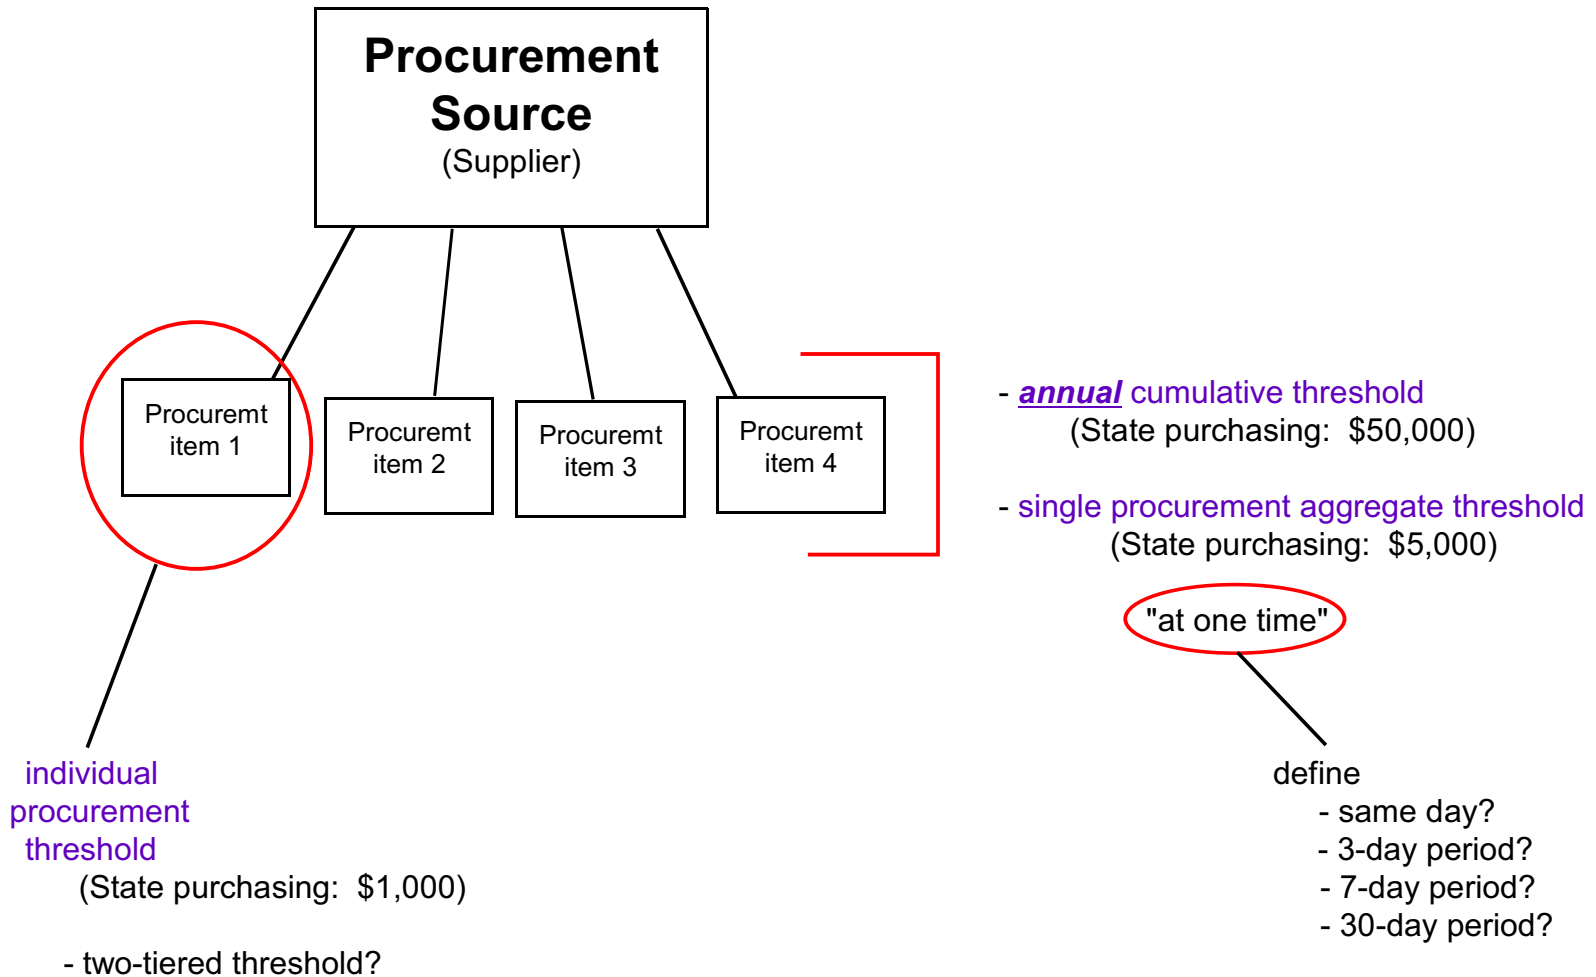 Procurement
Source
(Supplier)
Procuremt
item 1
Procuremt
item 2
Procuremt
item 3
Procuremt
item 4
- annual cumulative threshold
(State purchasing: $50,000)
- single procurement aggregate threshold
(State purchasing: $5,000)
"at one time"
define
- same day?
- 3-day period?
- 7-day period?
- 30-day period?
individual
procurement
threshold
(State purchasing: $1,000)
- two-tiered threshold?